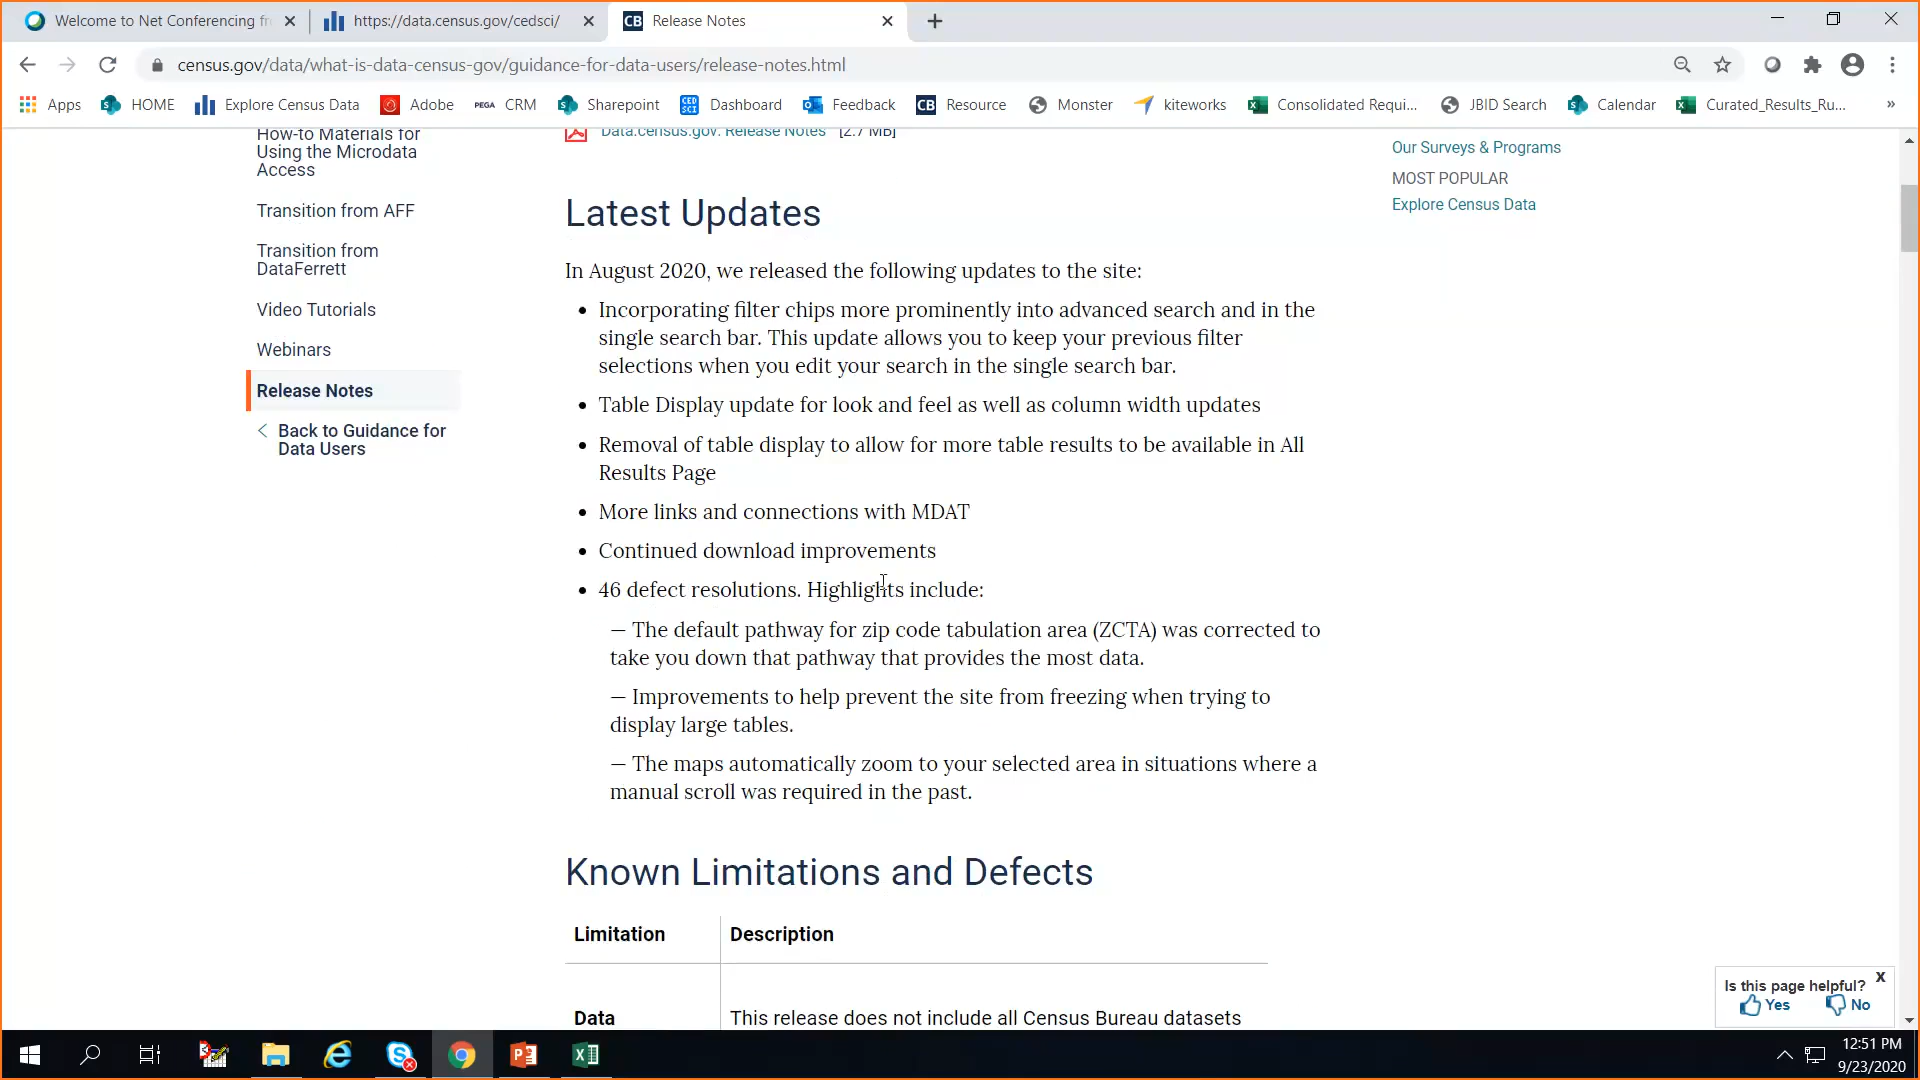 Welcome to Net Conferencing fr
https://data.census.gov/cedsci/
CB Release Notes
census.gov/data/what-is-data-census-gov/guidance-for-data-users/release-notes.html
Apps HOME Explore Census Data Adobe PEGA CRM Sharepoint CED SCI Dashboard Feedback CB Resource Monster kiteworks Consolidated Requi... JBID Search Calendar Curated_Results_Ru... »
How-to Materials for
Using the Microdata
Access
Transition from AFF
Transition from
DataFerrett
Video Tutorials
Webinars
Release Notes
Back to Guidance for
Data Users
Data.census.gov: Release Notes [2.7 MB]
Latest Updates
In August 2020, we released the following updates to the site:
• Incorporating filter chips more prominently into advanced search and in the
single search bar. This update allows you to keep your previous filter
selections when you edit your search in the single search bar.
• Table Display update for look and feel as well as column width updates
• Removal of table display to allow for more table results to be available in All
Results Page
• More links and connections with MDAT
• Continued download improvements
• 46 defect resolutions. Highlights include:
— The default pathway for zip code tabulation area (ZCTA) was corrected to
take you down that pathway that provides the most data.
— Improvements to help prevent the site from freezing when trying to
display large tables.
— The maps automatically zoom to your selected area in situations where a
manual scroll was required in the past.
Known Limitations and Defects
Limitation Description
Data This release does not include all Census Bureau datasets
Our Surveys & Programs
MOST POPULAR
Explore Census Data
Is this page helpful? X
Yes No
12:51 PM
9/23/2020